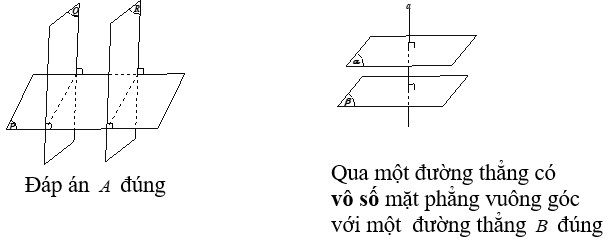 Q
R
P
Đáp án A đúng
a
α
β
Qua một đường thẳng có
vô số mặt phẳng vuông góc
với một đường thẳng B đúng